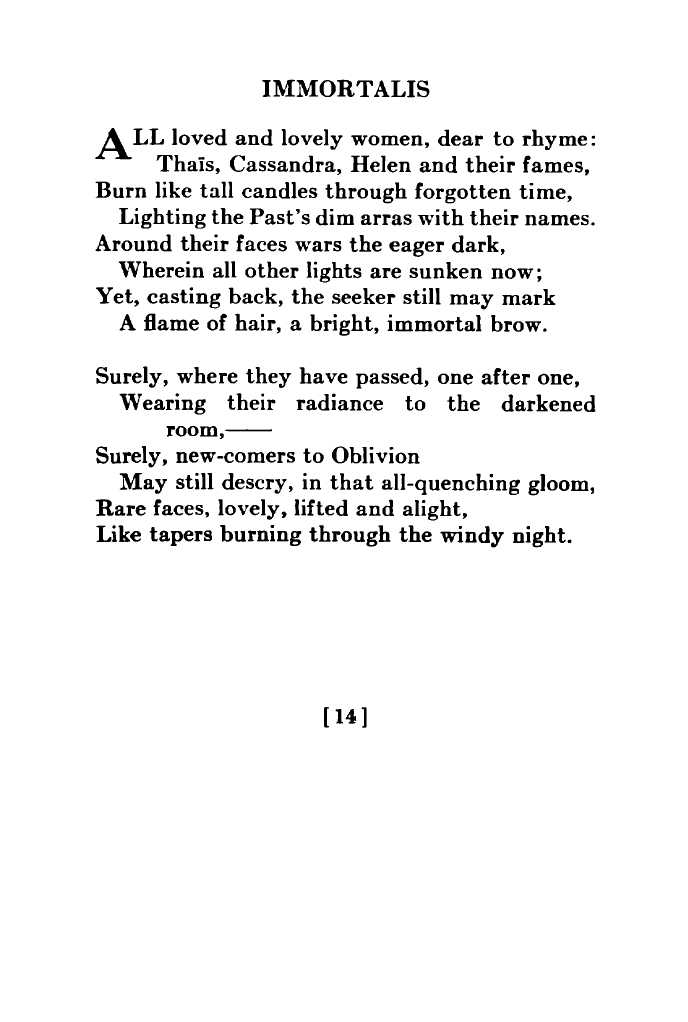 IMMORTALIS
ALL loved and lovely women, dear to rhyme:
Thaïs, Cassandra, Helen and their fames,
Burn like tall candles through forgotten time,
Lighting the Past's dim arras with their names.
Around their faces wars the eager dark,
Wherein all other lights are sunken now;
Yet, casting back, the seeker still may mark
A flame of hair, a bright, immortal brow.
Surely, where they have passed, one after one,
Wearing their radiance to the darkened
room,——
Surely, new-comers to Oblivion
May still descry, in that all-quenching gloom,
Rare faces, lovely, lifted and alight,
Like tapers burning through the windy night.
[14]